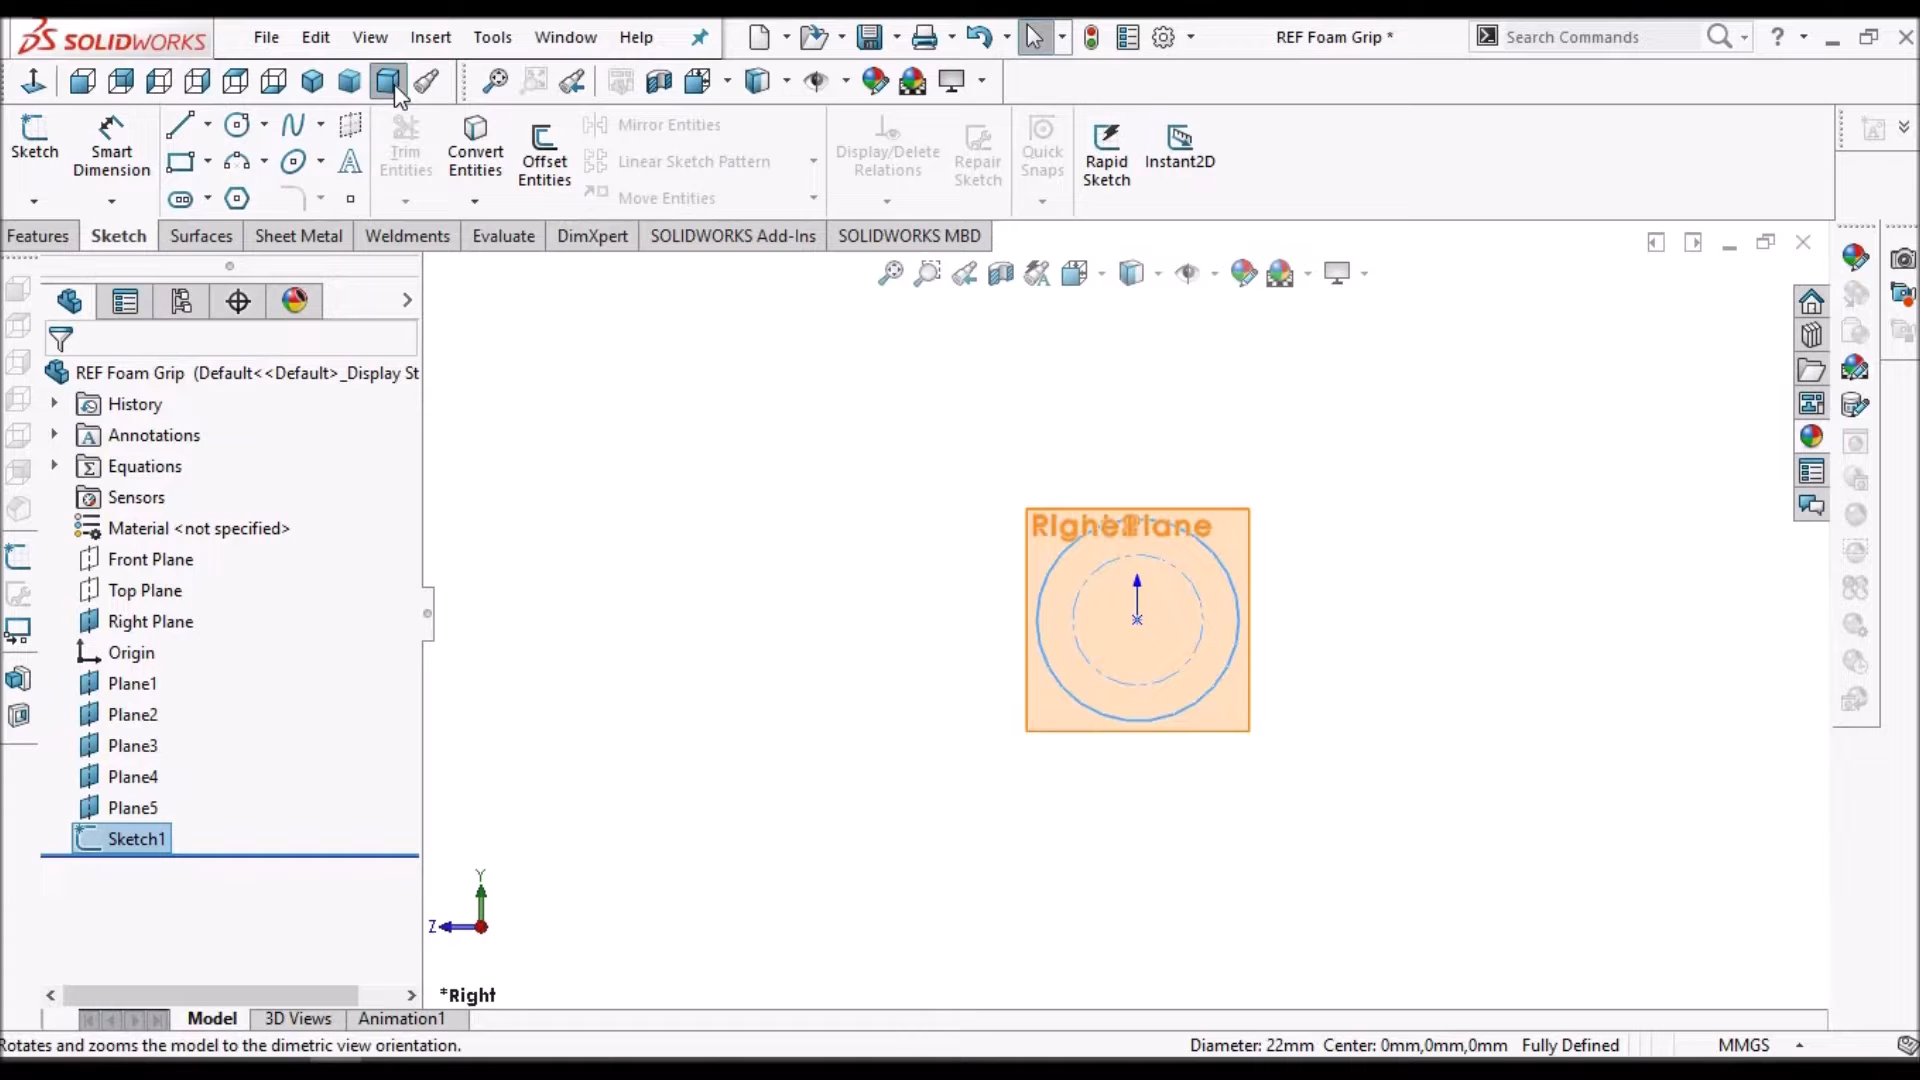 SOLIDWORKS File Edit View Insert Tools Window Help REF Foam Grip * Search Commands ?
Sketch
Smart
Dimension
Trim
Entities
Convert
Entities
Offset
Entities
Mirror Entities
Linear Sketch Pattern
Move Entities
Display/Delete
Relations
Repair
Sketch
Quick
Snaps
Rapid
Sketch
Instant2D
Features Sketch Surfaces Sheet Metal Weldments Evaluate DimXpert SOLIDWORKS Add-Ins SOLIDWORKS MBD
REF Foam Grip (Default<<Default>_Display St
History
Annotations
Equations
Sensors
Material <not specified>
Front Plane
Top Plane
Right Plane
Origin
Plane1
Plane2
Plane3
Plane4
Plane5
Sketch1
Y
Z
*Right
Model 3D Views Animation1
Rotates and zooms the model to the dimetric view orientation. Diameter: 22mm Center: 0mm,0mm,0mm Fully Defined MMGS